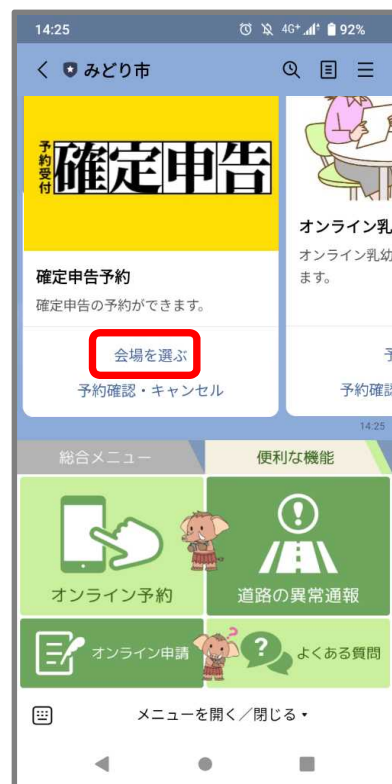 14:25
4G+
92%
みどり市
予約受付
確定申告
確定申告予約
確定申告の予約ができます。
会場を選ぶ
予約確認・キャンセル
オンライン乳
オンライン乳幼
ます。
予
予約確認
14:25
総合メニュー
便利な機能
オンライン予約
道路の異常通報
オンライン申請
?
?
よくある質問
メニューを開く／閉じる▾